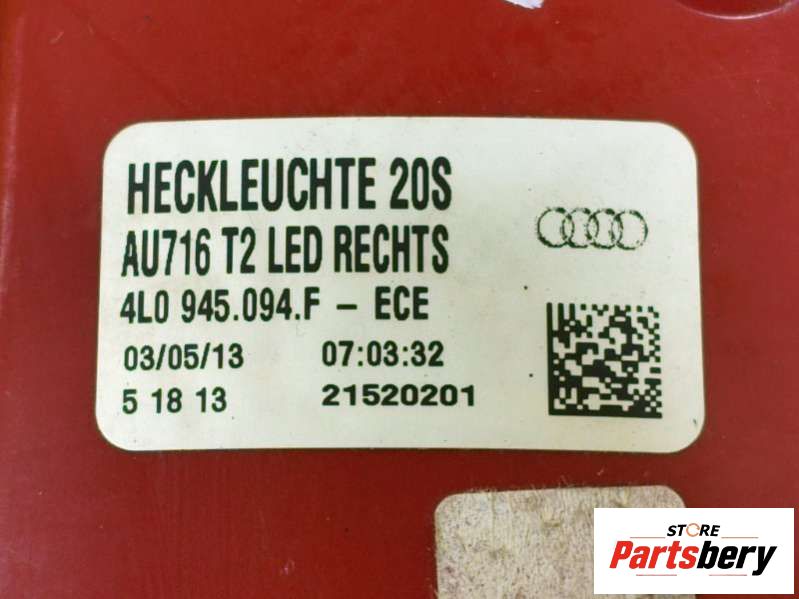 HECKLEUCHTE 20S
AU716 T2 LED RECHTS
4L0 945.094.F – ECE
03/05/13 07:03:32
5 18 13 21520201
STORE
Partsbery